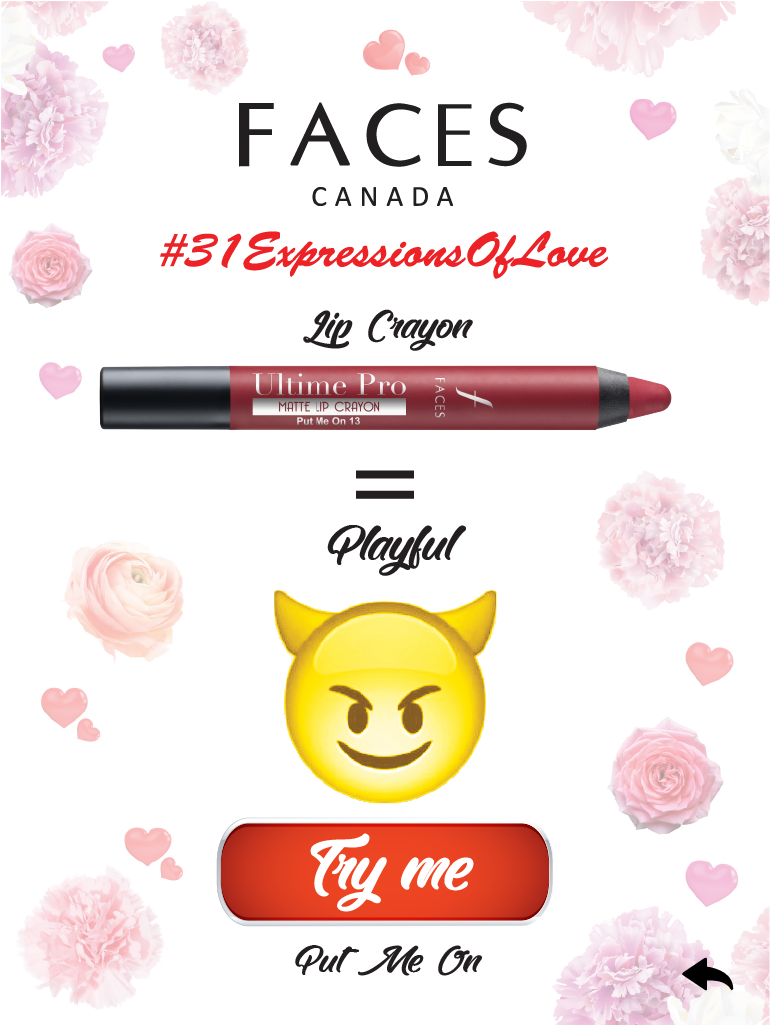 FACES
CANADA
#31ExpressionsOfLove
Lip Crayon
Ultime Pro
MATTE LIP CRAYON
Put Me On 13
FACES
f
=
Playful
Try me
Put Me On